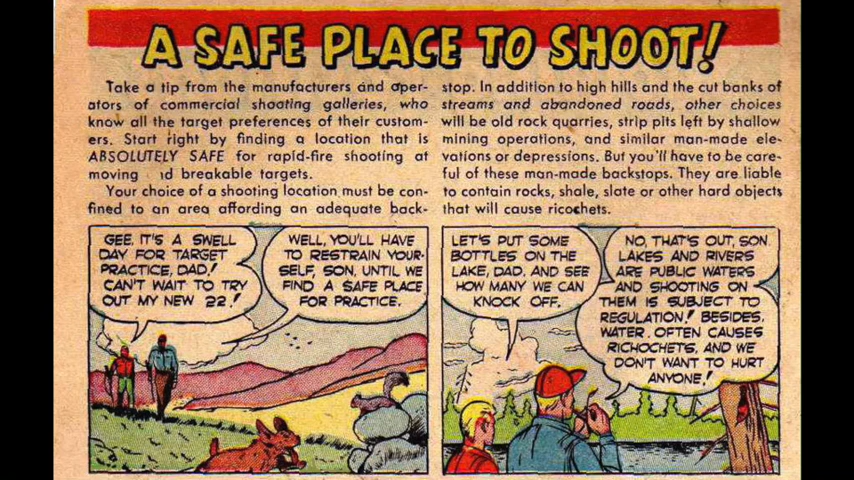 A SAFE PLACE TO SHOOT!
Take a tip from the manufacturers and oper-
ators of commercial shooting galleries, who
know all the target preferences of their custom-
ers. Start right by finding a location that is
ABSOLUTELY SAFE for rapid-fire shooting at
moving d breakable targets.
Your choice of a shooting location must be con-
fined to an area affording an adequate back-
stop. In addition to high hills and the cut banks of
streams and abandoned roads, other choices
will be old rock quarries, strip pits left by shallow
mining operations, and similar man-made ele-
vations or depressions. But you'll have to be care-
ful of these man-made backstops. They are liable
to contain rocks, shale, slate or other hard objects
that will cause ricochets.
GEE, IT'S A SWELL
DAY FOR TARGET
PRACTICE, DAD!
CAN'T WAIT TO TRY
OUT MY NEW 22!
WELL, YOU'LL HAVE
TO RESTRAIN YOUR-
SELF, SON, UNTIL WE
FIND A SAFE PLACE
FOR PRACTICE.
LET'S PUT SOME
BOTTLES ON THE
LAKE, DAD, AND SEE
HOW MANY WE CAN
KNOCK OFF.
NO, THAT'S OUT, SON
LAKES AND RIVERS
ARE PUBLIC WATERS
AND SHOOTING ON
THEM IS SUBJECT TO
REGULATION! BESIDES,
WATER OFTEN CAUSES
RICHOCHETS, AND WE
DON'T WANT TO HURT
ANYONE!